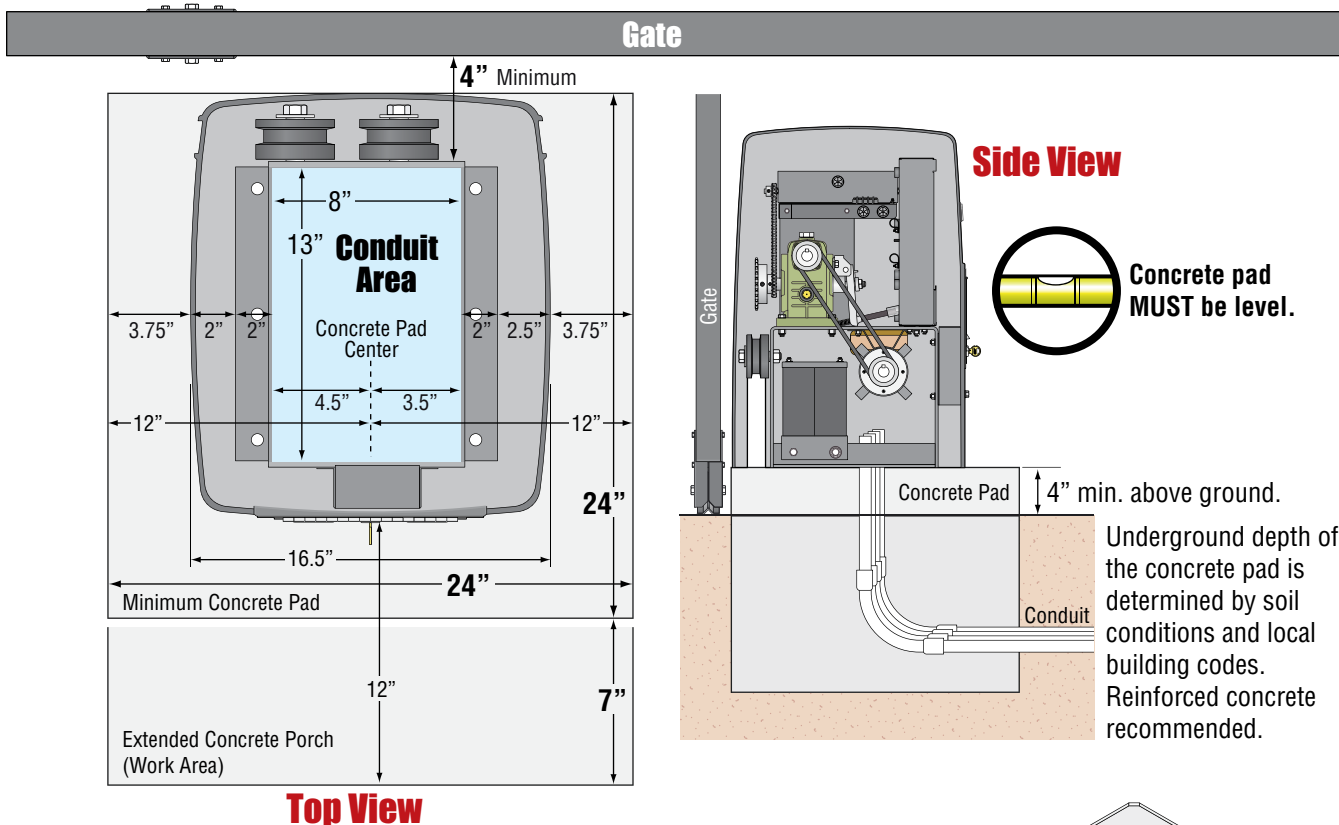 Gate
4” Minimum
8”
13”
Conduit
Area
Concrete Pad
Center
3.75” 2” 2” 2” 2.5” 3.75”
4.5” 3.5”
12” 12”
24”
16.5”
24”
Minimum Concrete Pad
12”
7”
Extended Concrete Porch
(Work Area)
Top View
Side View
Gate
Concrete pad
MUST be level.
Concrete Pad
4” min. above ground.
Conduit
Underground depth of
the concrete pad is
determined by soil
conditions and local
building codes.
Reinforced concrete
recommended.